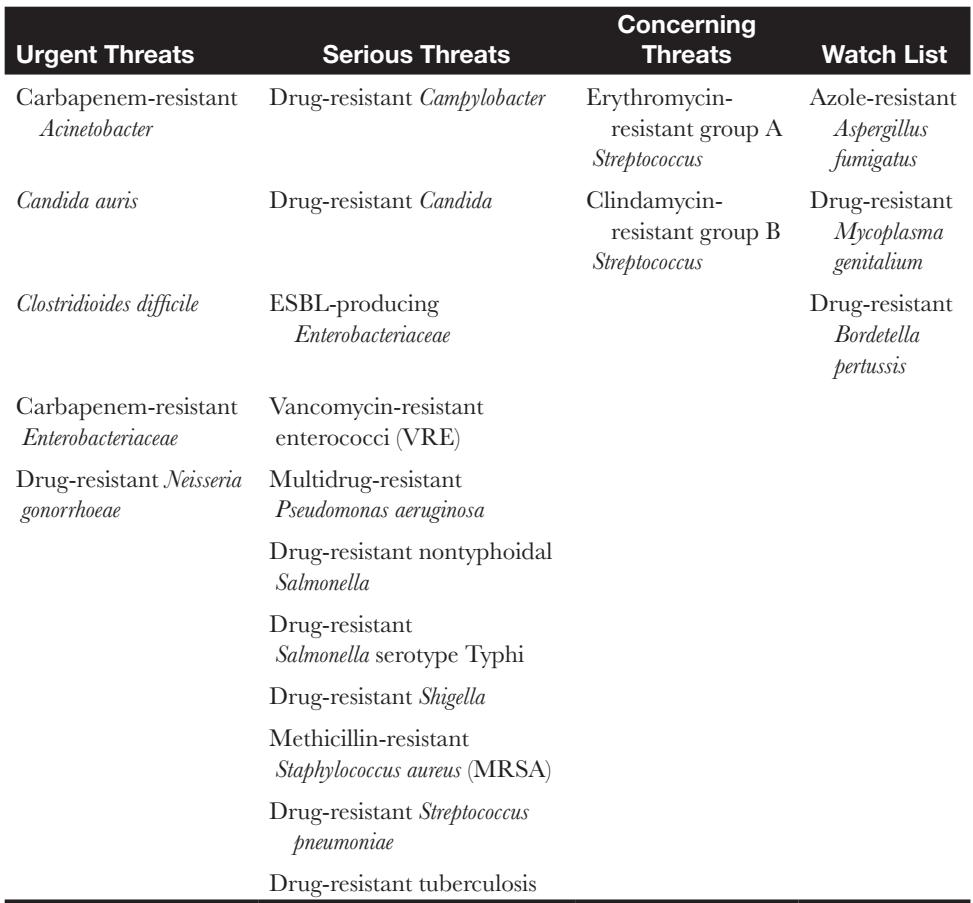 Urgent Threats
Serious Threats
Concerning
Threats
Watch List
Carbapenem-resistant
Acinetobacter
Drug-resistant Campylobacter
Erythromycin-
resistant group A
Streptococcus
Azole-resistant
Aspergillus
fumigatus
Candida auris
Drug-resistant Candida
Clindamycin-
resistant group B
Streptococcus
Drug-resistant
Mycoplasma
genitalium
Clostridioides difficile
ESBL-producing
Enterobacteriaceae
Drug-resistant
Bordetella
pertussis
Carbapenem-resistant
Enterobacteriaceae
Vancomycin-resistant
enterococci (VRE)
Drug-resistant Neisseria
gonorrhoeae
Multidrug-resistant
Pseudomonas aeruginosa
Drug-resistant nontyphoidal
Salmonella
Drug-resistant
Salmonella serotype Typhi
Drug-resistant Shigella
Methicillin-resistant
Staphylococcus aureus (MRSA)
Drug-resistant Streptococcus
pneumoniae
Drug-resistant tuberculosis